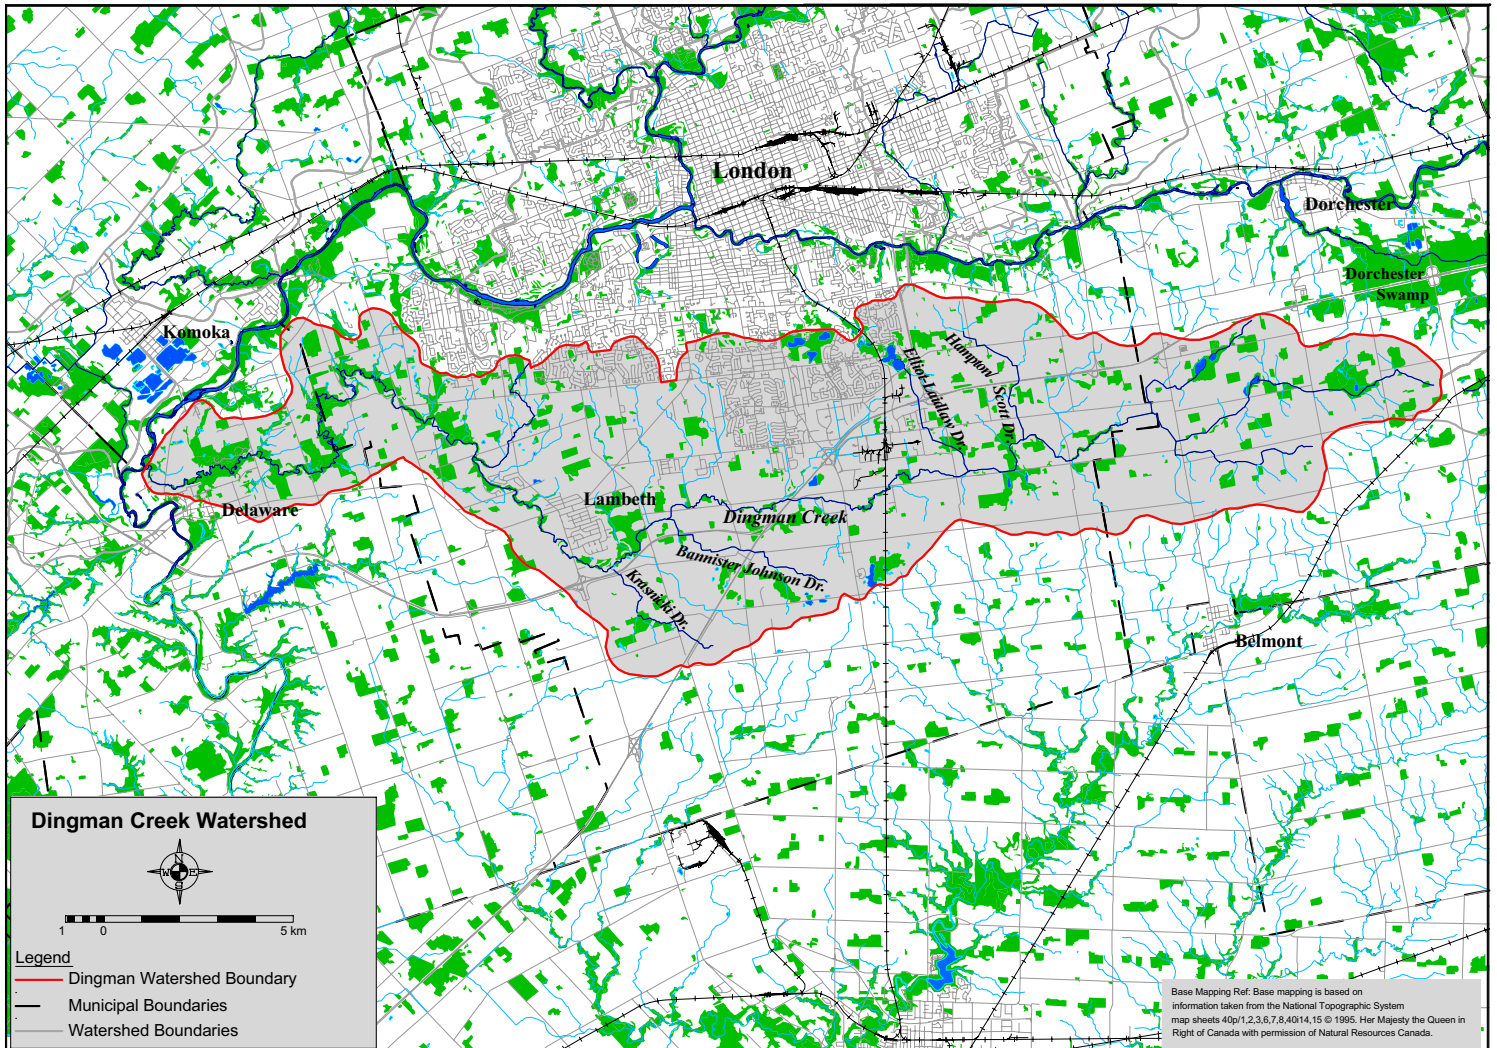 London
Dorchester
Dorchester
Swamp
Komoka
Hampton
Scott Dr.
Elliot-Laidlaw Dr.
Lambeth
Delaware
Dingman Creek
Bannister Johnson Dr.
Krasnicki Dr.
Belmont
Dingman Creek Watershed
N
W E
S
1 0 5 km
Legend
Dingman Watershed Boundary
Municipal Boundaries
Watershed Boundaries
Base Mapping Ref: Base mapping is based on
information taken from the National Topographic System
map sheets 40p/1,2,3,6,7,8,40i14,15 © 1995. Her Majesty the Queen in
Right of Canada with permission of Natural Resources Canada.